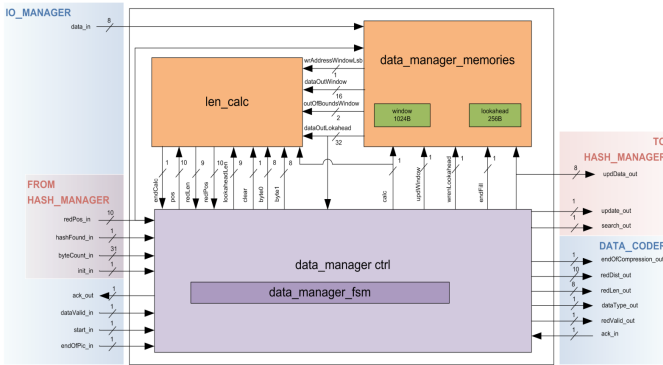 IO_MANAGER
data_in
8
wrAddressWindowLsb
1
dataOutWindow
16
outOfBoundsWindow
2
dataOutLokahead
32
len_calc
data_manager_memories
window
1024B
lookahead
256B
endCalc
1
pos
10
redLen
9
redPos
10
lookaheadLen
9
clear
1
byte0
8
byte1
8
calc
1
updWindow
1
wrenLookahead
1
endFill
1
FROM
HASH_MANAGER
redPos_in
10
hashFound_in
1
byteCount_in
31
init_in
1
ack_out
1
dataValid_in
1
start_in
1
endOfPic_in
1
data_manager ctrl
data_manager_fsm
TO
HASH_MANAGER
8
updData_out
1
update_out
1
search_out
DATA_CODER
1
endOfCompression_out
10
redDist_out
8
redLen_out
1
dataType_out
1
redValid_out
1
ack_in